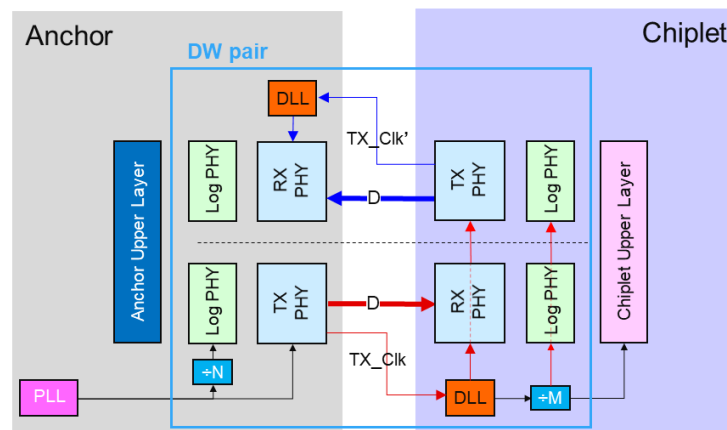 Anchor
Chiplet
DW pair
DLL
TX_Clk’
Anchor Upper Layer
Log PHY
RX
PHY
D
TX
PHY
Log PHY
Chiplet Upper Layer
Log PHY
TX
PHY
D
RX
PHY
Log PHY
TX_Clk
÷N
PLL
DLL
÷M